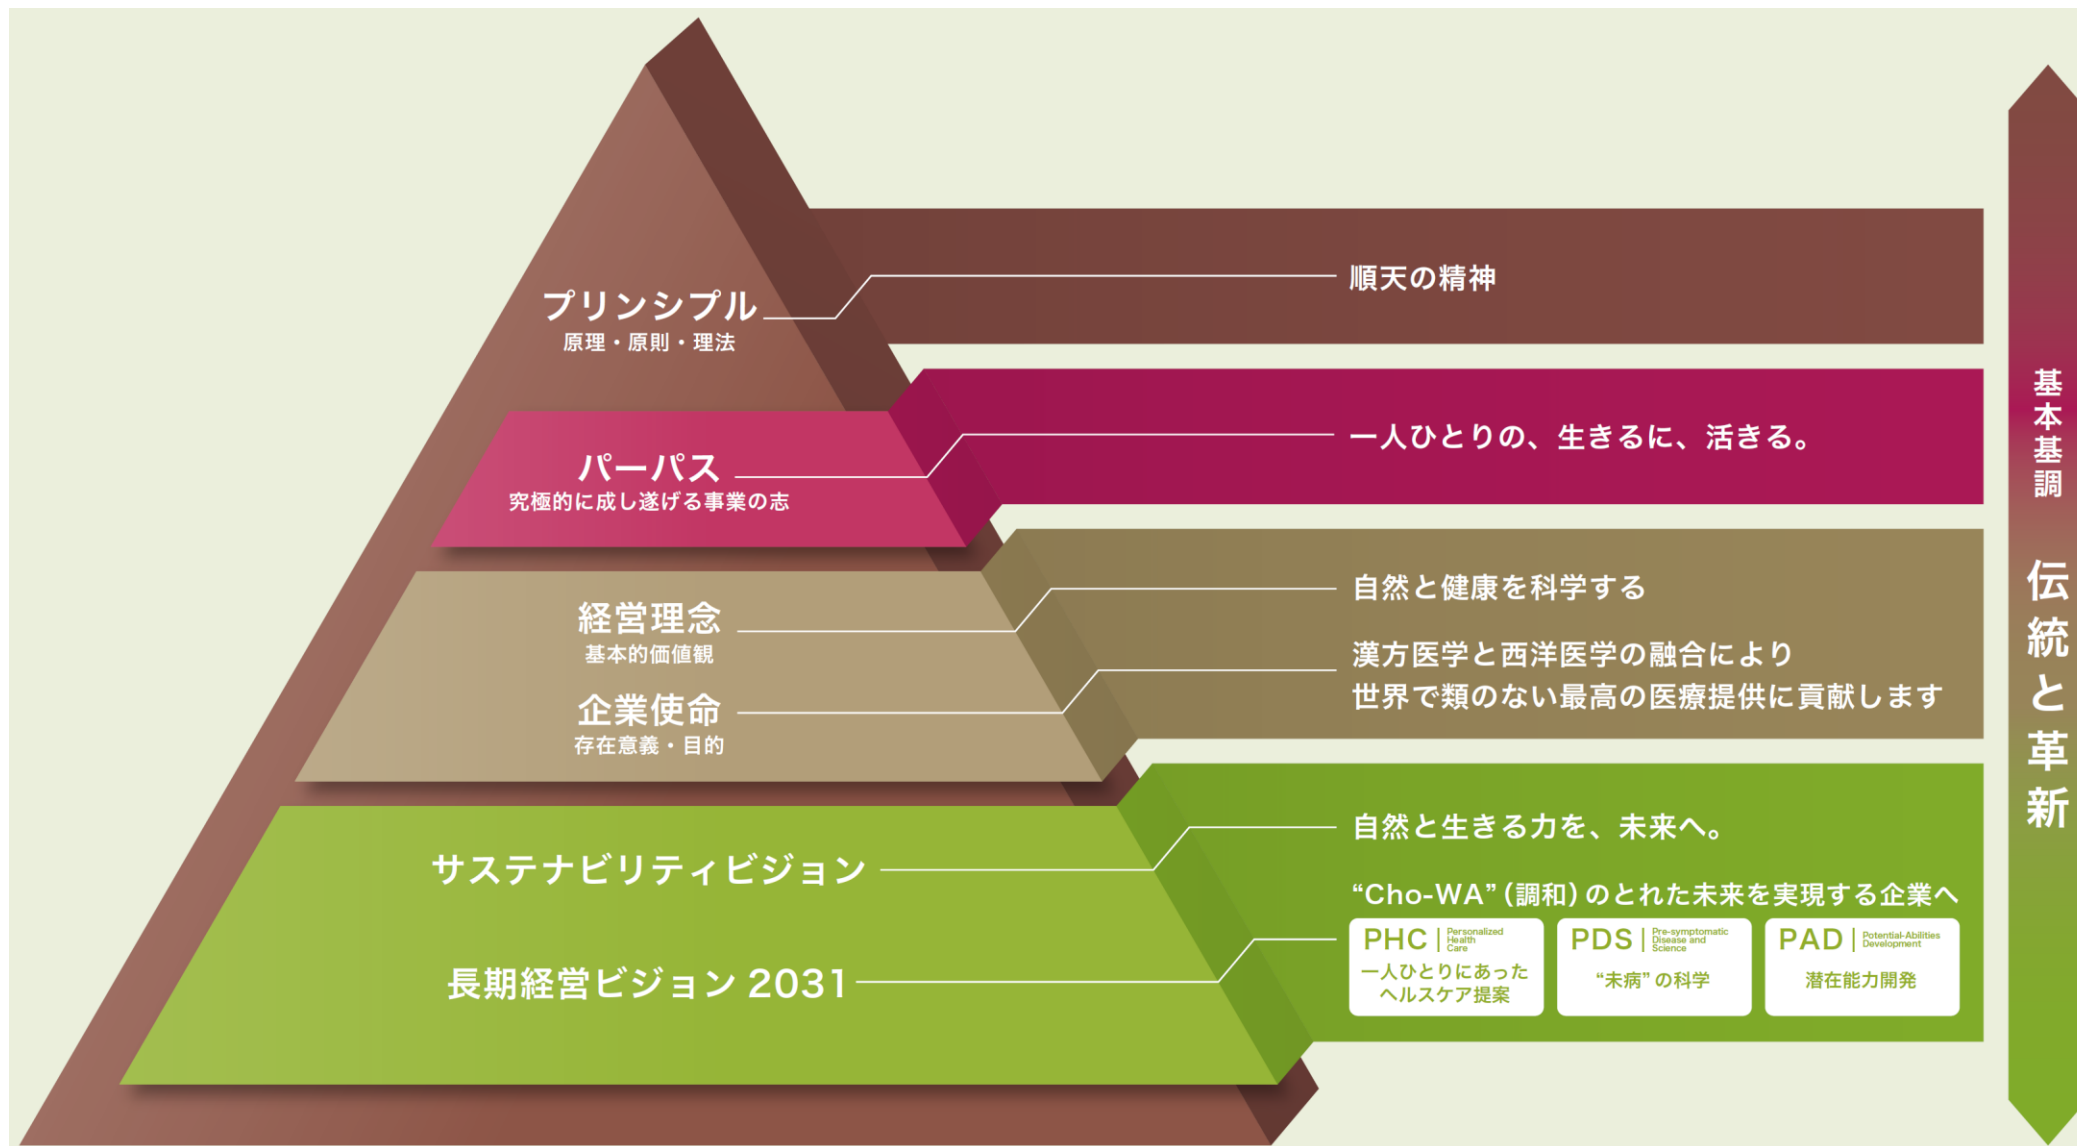 プリンシプル
原理・原則・理法
順天の精神
パーパス
究極的に成し遂げる事業の志
一人ひとりの、生きるに、活きる。
経営理念
基本的価値観
自然と健康を科学する
企業使命
存在意義・目的
漢方医学と西洋医学の融合により
世界で類のない最高の医療提供に貢献します
サステナビリティビジョン
自然と生きる力を、未来へ。
長期経営ビジョン 2031
“Cho-WA”（調和）のとれた未来を実現する企業へ
PHC
Personalized
Health
Care
一人ひとりにあった
ヘルスケア提案
PDS
Pre-symptomatic
Disease and
Science
“未病” の科学
PAD
Potential-Abilities
Development
潜在能力開発
基本基調 伝統と革新